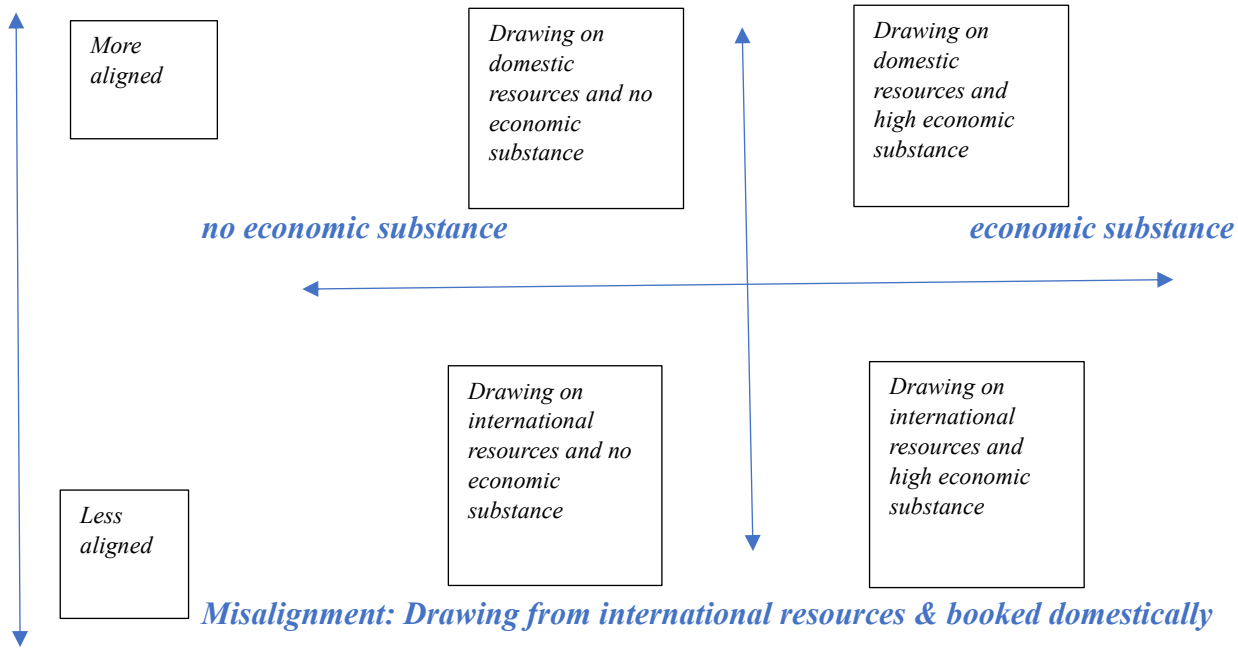 More
aligned
Drawing on
domestic
resources and no
economic
substance
Drawing on
domestic
resources and
high economic
substance
no economic substance
economic substance
Drawing on
international
resources and no
economic
substance
Drawing on
international
resources and
high economic
substance
Less
aligned
Misalignment: Drawing from international resources & booked domestically